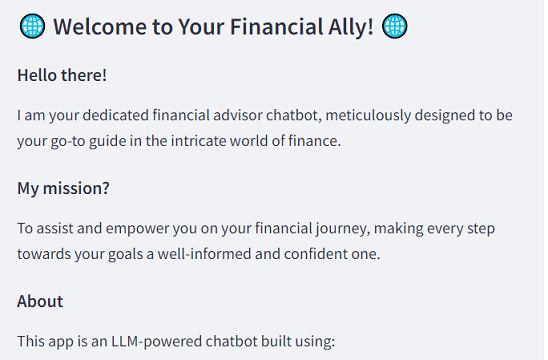 🌐 Welcome to Your Financial Ally! 🌐
Hello there!
I am your dedicated financial advisor chatbot, meticulously designed to be
your go-to guide in the intricate world of finance.
My mission?
To assist and empower you on your financial journey, making every step
towards your goals a well-informed and confident one.
About
This app is an LLM-powered chatbot built using: